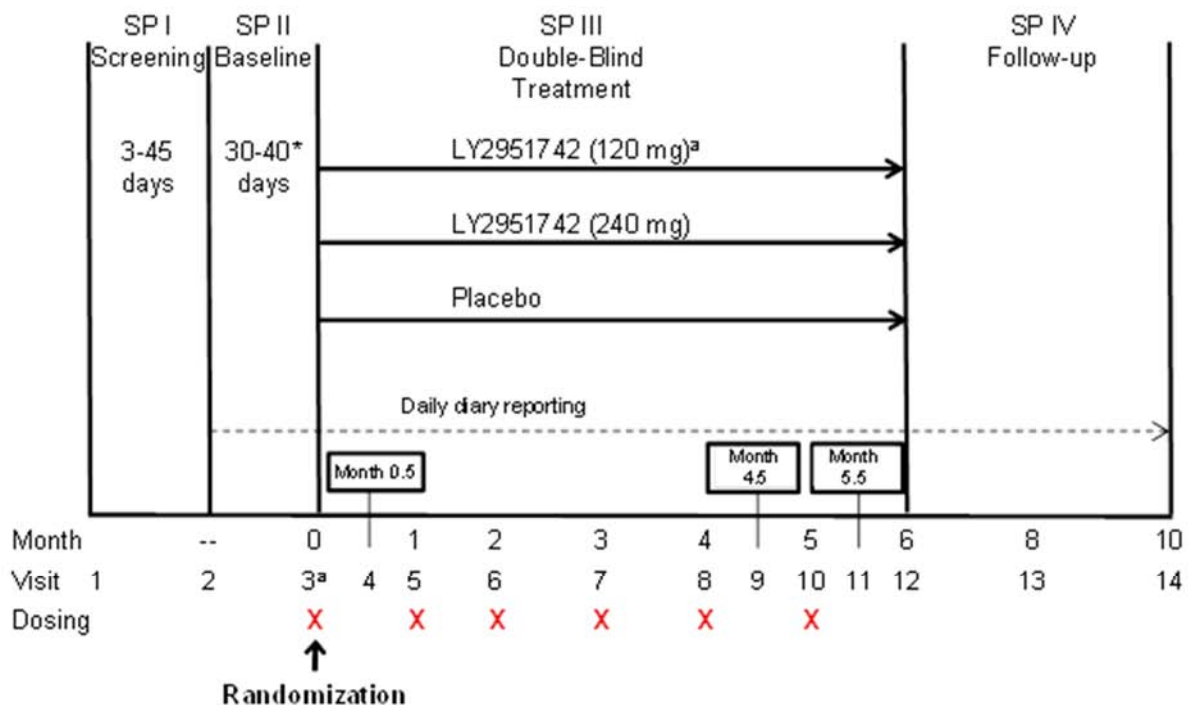 SP I SP II SP III SP IV
Screening Baseline Double-Blind Follow-up
Treatment
3-45 30-40* LY2951742 (120 mg)ª
days days
LY2951742 (240 mg)
Placebo
Daily diary reporting
Month 0.5 Month 4.5 Month 5.5
Month -- 0 1 2 3 4 5 6 8 10
Visit 1 2 3ª 4 5 6 7 8 9 10 11 12 13 14
Dosing X X X X X X
Randomization